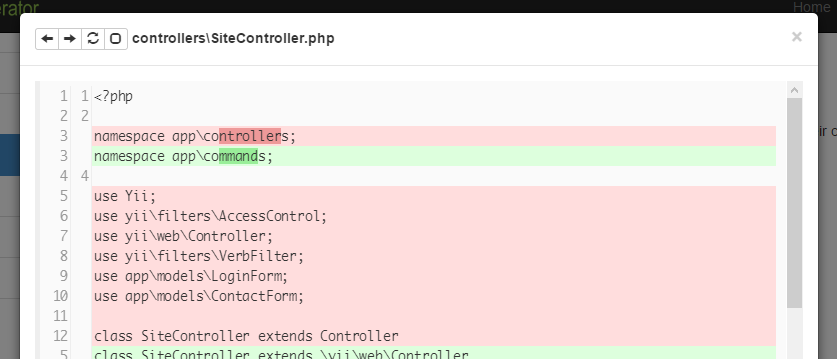 erator
Home
controllers\SiteController.php
×
1 1 <?php
2 2
3 namespace app\controllers;
3 namespace app\commands;
4 4
5 use Yii;
6 use yii\filters\AccessControl;
7 use yii\web\Controller;
8 use yii\filters\VerbFilter;
9 use app\models\LoginForm;
10 use app\models\ContactForm;
11
12 class SiteController extends Controller
5 class SiteController extends \yii\web\Controller
ir c